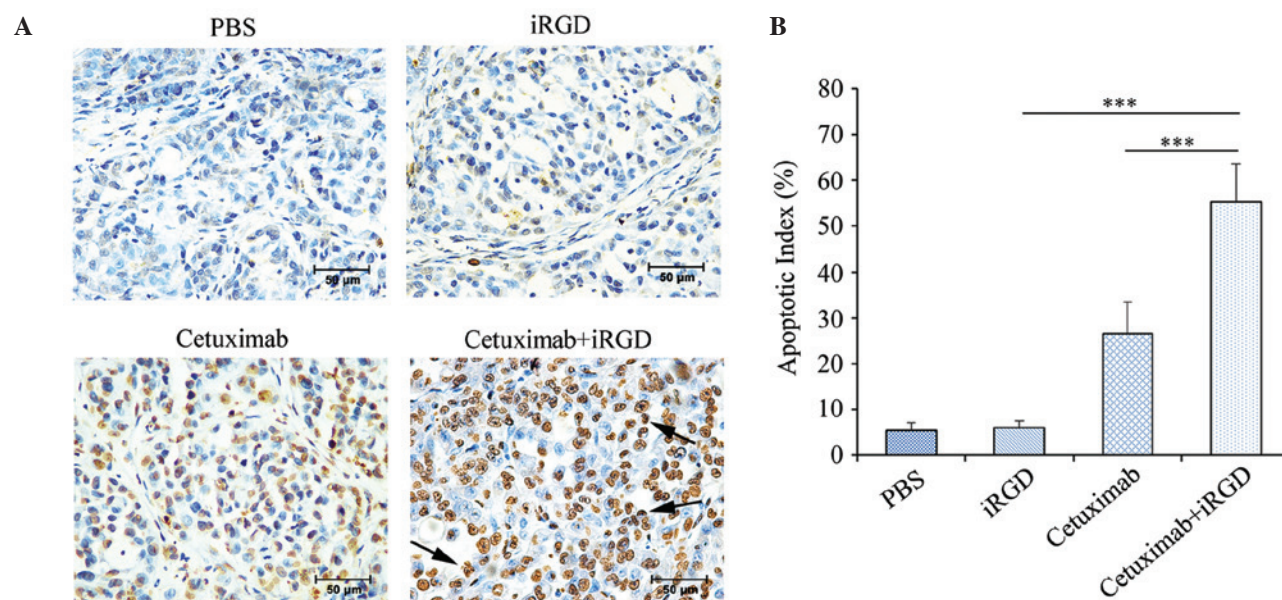 A
PBS
iRGD
50 µm
50 µm
Cetuximab
Cetuximab+iRGD
50 µm
50 µm
B
Apoptotic Index (%)
80
70
60
50
40
30
20
10
0
***
***
PBS
iRGD
Cetuximab
Cetuximab+iRGD